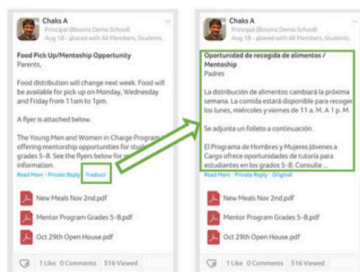 Chaks A
Principal (Blooms Demo School)
Aug 18 - shared with All Members, Students,
Food Pick Up/Mentoship Opportunity
Parents,
Food distribution will change next week. Food will
be available for pick up on Monday, Wednesday
and Friday from 11am to 1pm.
A flyer is attached below.
The Young Men and Women in Charge Program
offering mentorship opportunities for
grades 5-8. See the flyers below for
information.
Read More · Private Reply · Traducir
New Meals Nov 2nd.pdf
Mentor Program Grades 5-8.pdf
Oct 29th Open House.pdf
1 Like 0 Comments 516 Viewed
Chaks A
Principal (Blooms Demo School)
Aug 18 - shared with All Members, Students,
Oportunidad de recogida de alimentos /
Mentoship
Padres
La distribución de alimentos cambiará la próxima
semana. La comida estará disponible para recoger
los lunes, miércoles y viernes de 11 a. M. A 1 p. M.
Se adjunta un folleto a continuación.
El Programa de Hombres y Mujeres Jóvenes a
Cargo ofrece oportunidades de tutoría para
estudiantes en los grados 5-8. Consulte ...
Read More · Private Reply · Original
New Meals Nov 2nd.pdf
Mentor Program Grades 5-8.pdf
Oct 29th Open House.pdf
1 Like 0 Comments 516 Viewed